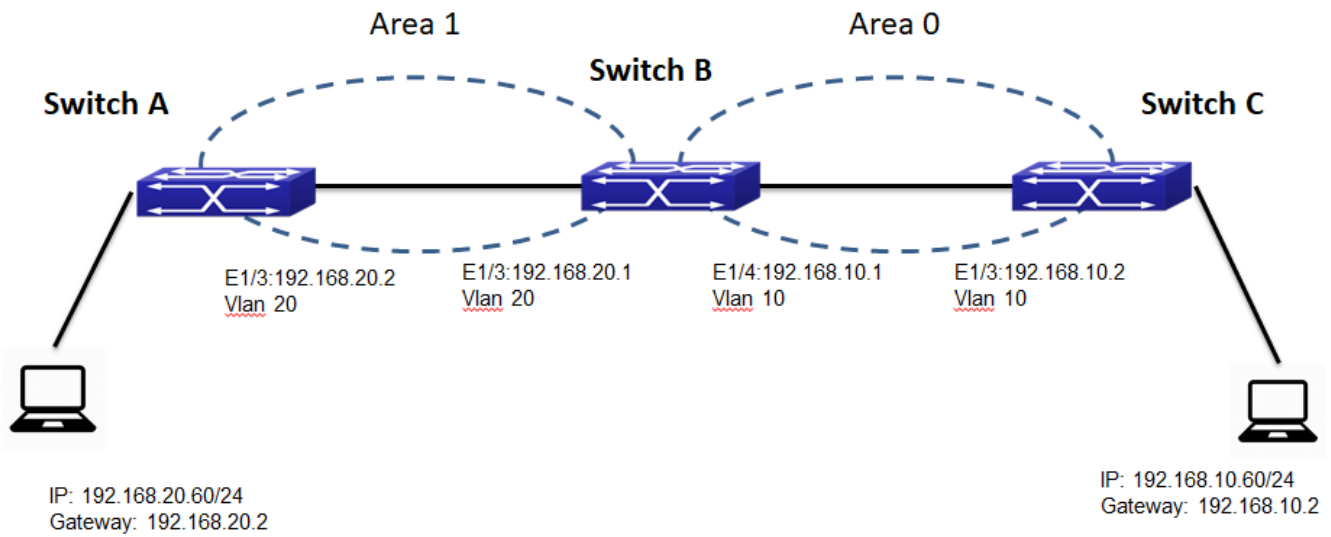 Area 1
Area 0
Switch B
Switch A
Switch C
E1/3:192.168.20.2
Vlan 20
E1/3:192.168.20.1
Vlan 20
E1/4:192.168.10.1
Vlan 10
E1/3:192.168.10.2
Vlan 10
IP: 192.168.20.60/24
Gateway: 192.168.20.2
IP: 192.168.10.60/24
Gateway: 192.168.10.2